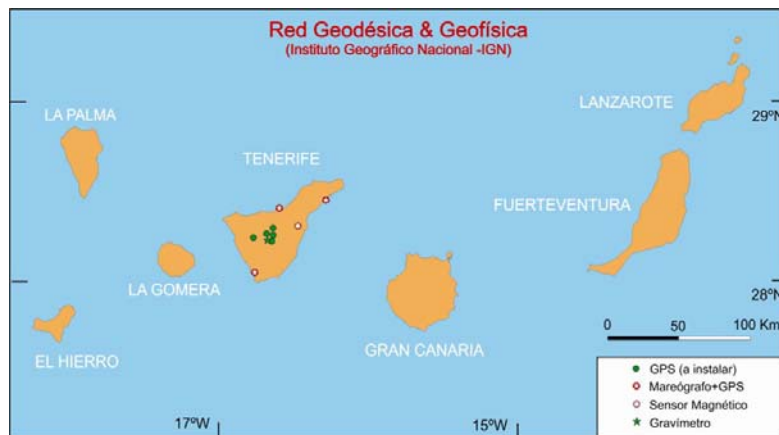 Red Geodésica & Geofísica
(Instituto Geográfico Nacional -IGN)
LANZAROTE
29ºN
LA PALMA
TENERIFE
FUERTEVENTURA
LA GOMERA
28ºN
EL HIERRO
GRAN CANARIA
0 50 100 Km
GPS (a instalar)
Mareógrafo+GPS
Sensor Magnético
Gravímetro
17ºW
15ºW